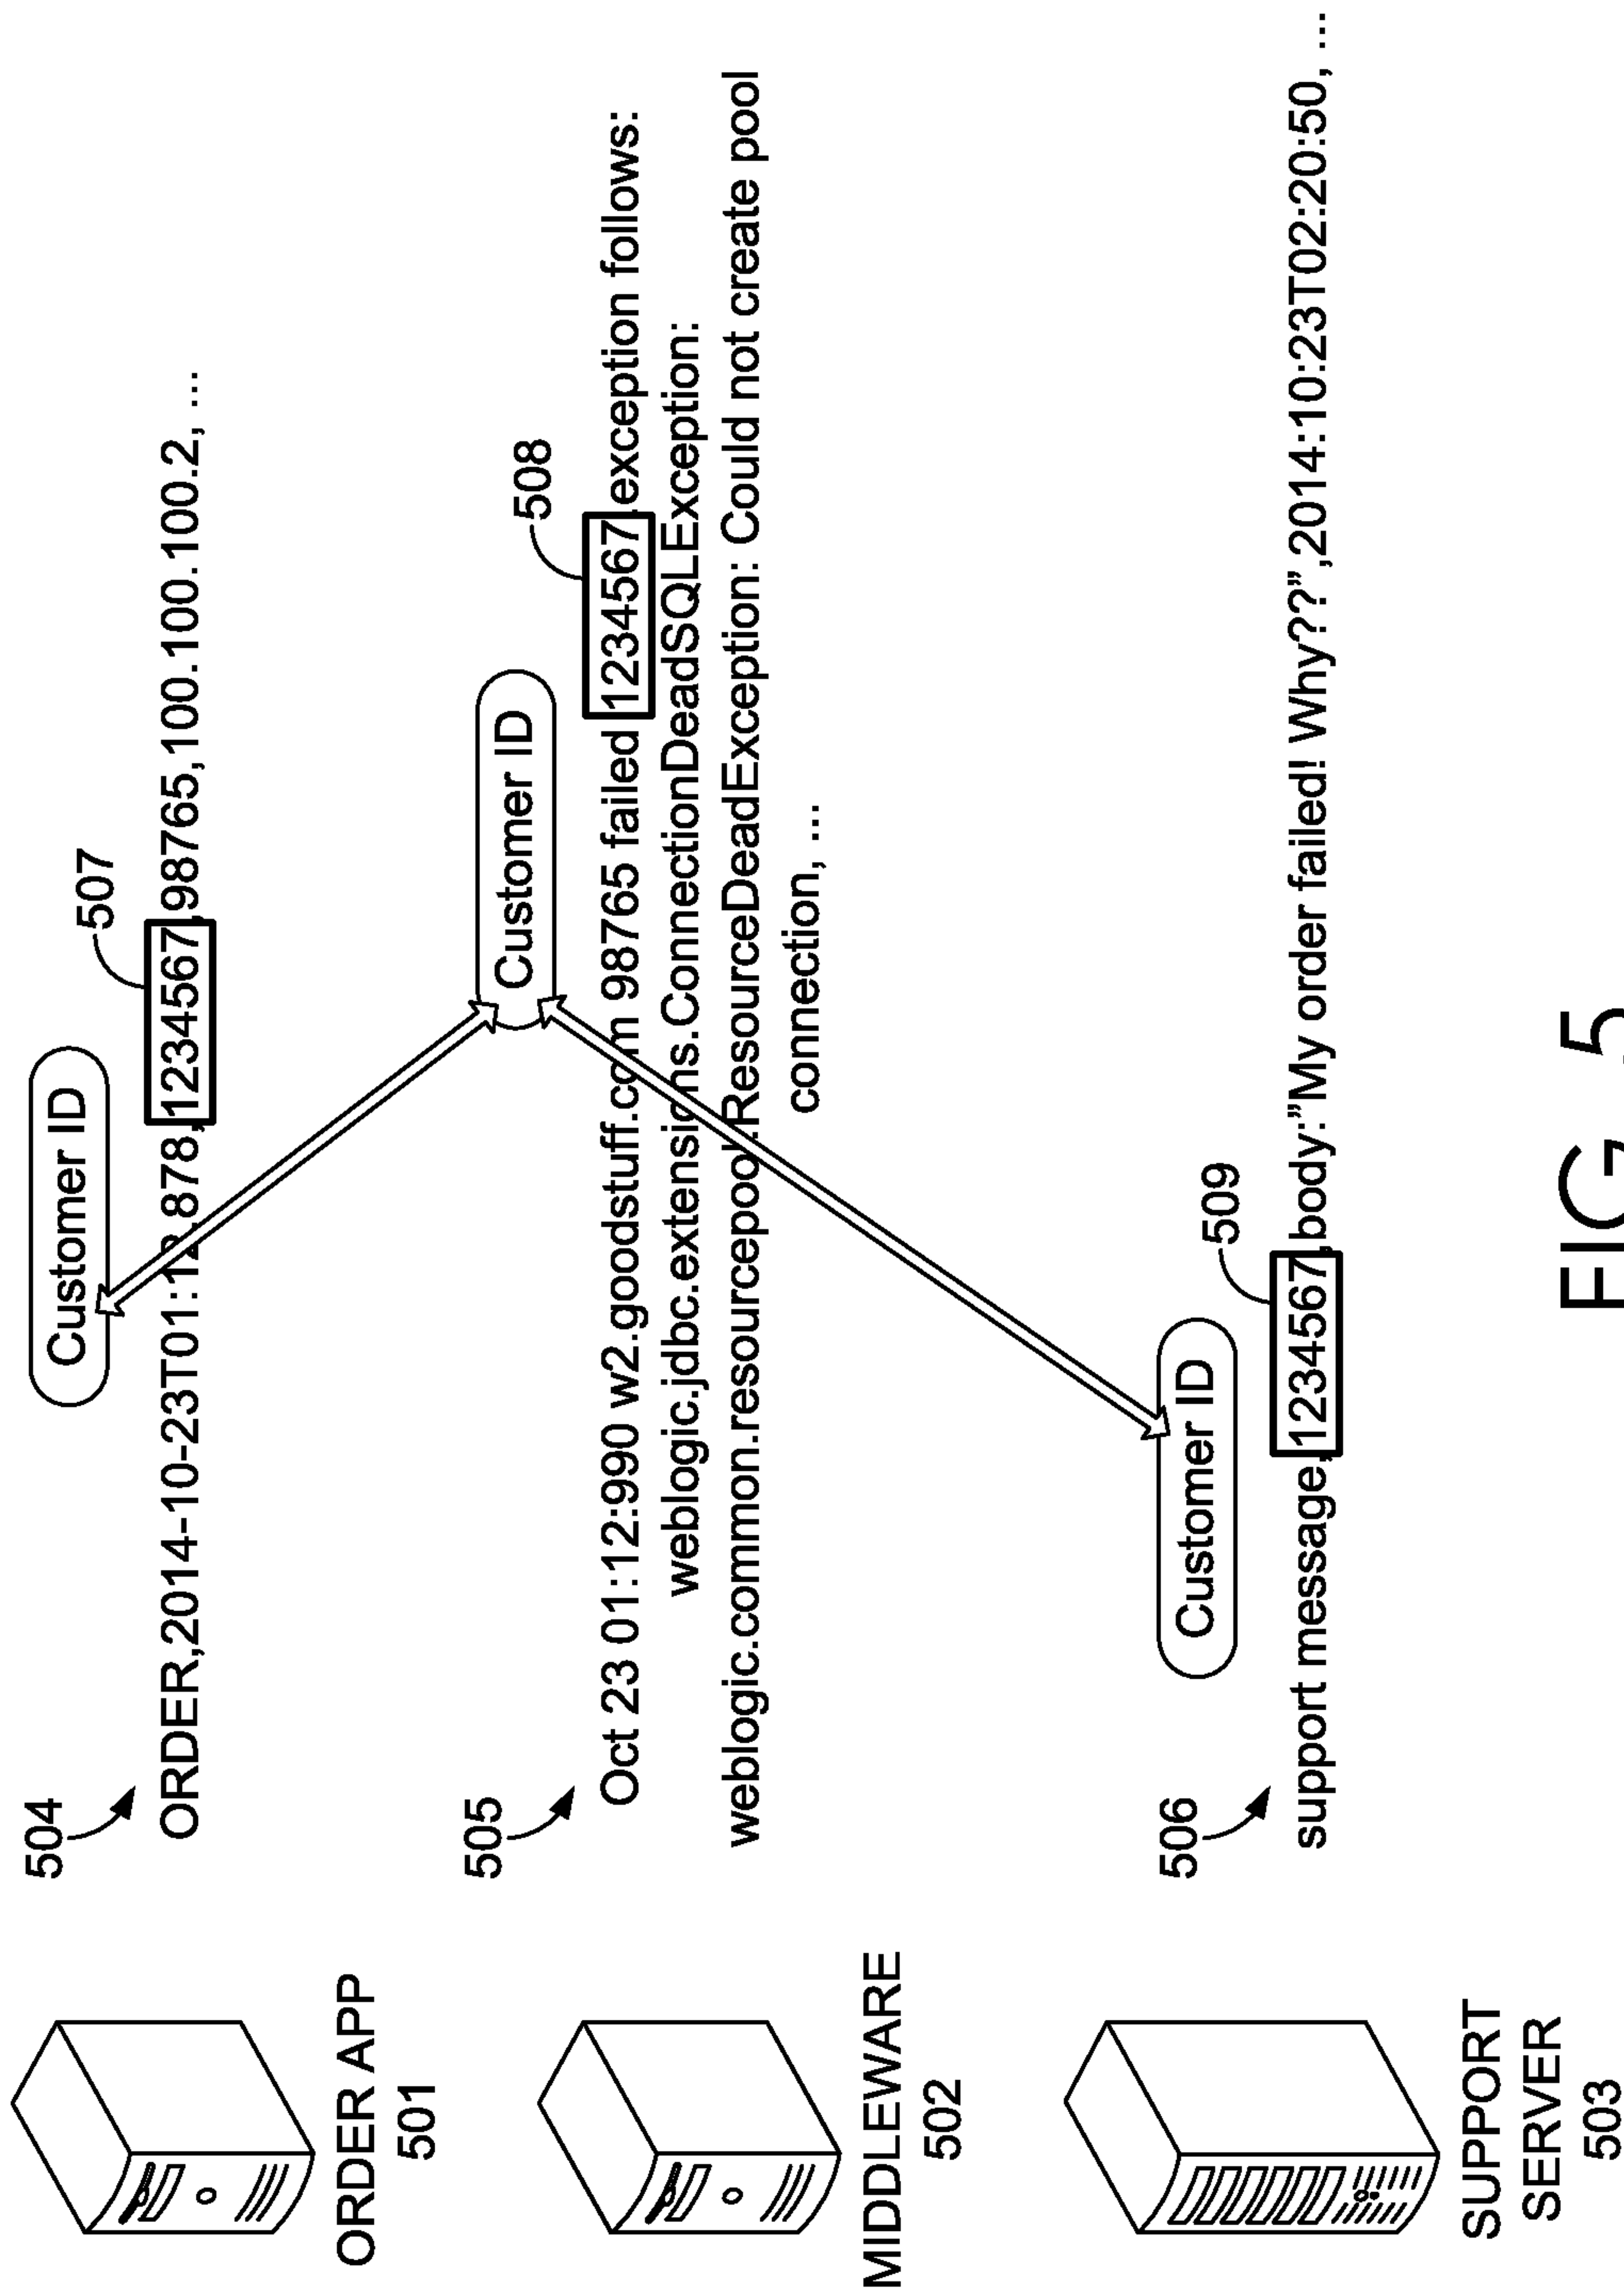 504
Customer ID
507
ORDER,2014-10-23T01:12.878,1234567,98765,100.100.100.2, ...
ORDER APP
501
505
Customer ID
508
Oct 23 01:12:990 w2.goodstuff.com 98765 failed 1234567,exception follows:
weblogic.jdbc.extensions.ConnectionDeadSQLException:
weblogic.common.resourcepool.ResourceDeadException: Could not create pool
connection, ...
MIDDLEWARE
502
506
Customer ID
509
support message,1234567,body:"My order failed! Why??",2014:10:23T02:20:50, ...
SUPPORT
SERVER
503
FIG. 5